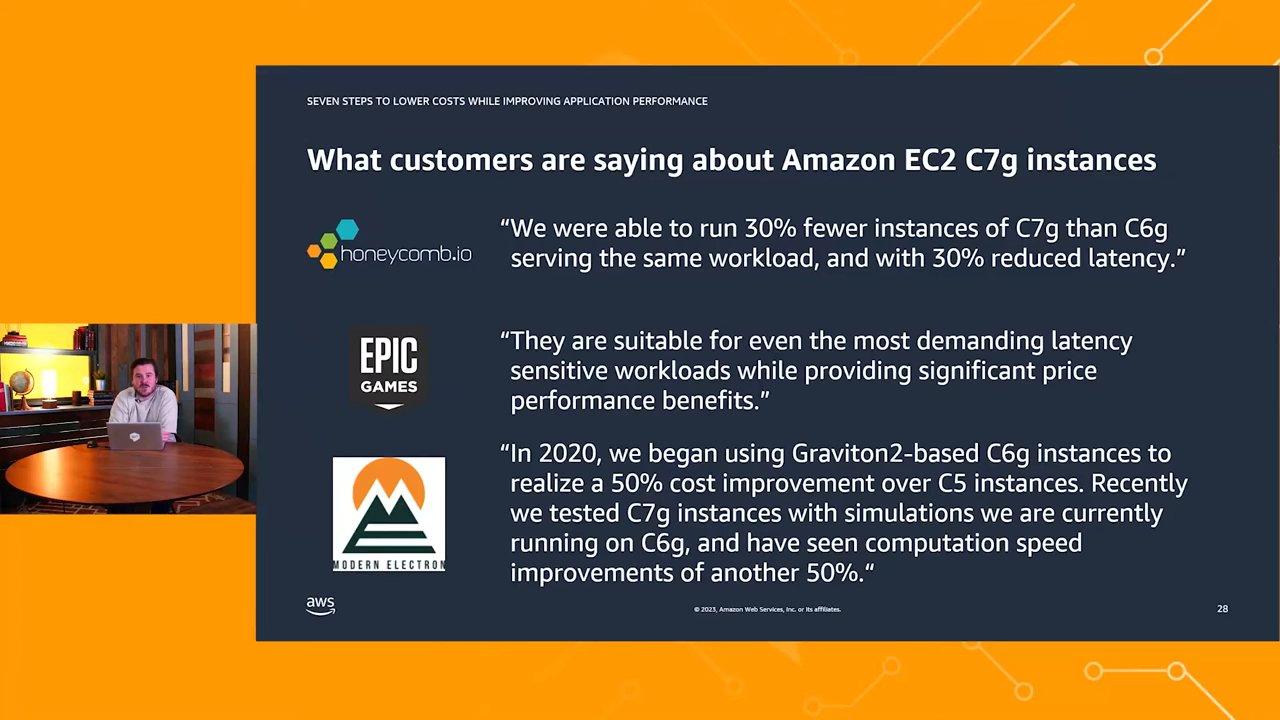 SEVEN STEPS TO LOWER COSTS WHILE IMPROVING APPLICATION PERFORMANCE
What customers are saying about Amazon EC2 C7g instances
honeycomb.io
“We were able to run 30% fewer instances of C7g than C6g
serving the same workload, and with 30% reduced latency.”
EPIC
GAMES
“They are suitable for even the most demanding latency
sensitive workloads while providing significant price
performance benefits.”
MODERN ELECTRON
“In 2020, we began using Graviton2-based C6g instances to
realize a 50% cost improvement over C5 instances. Recently
we tested C7g instances with simulations we are currently
running on C6g, and have seen computation speed
improvements of another 50%.“
aws
© 2023, Amazon Web Services, Inc. or its affiliates.
28